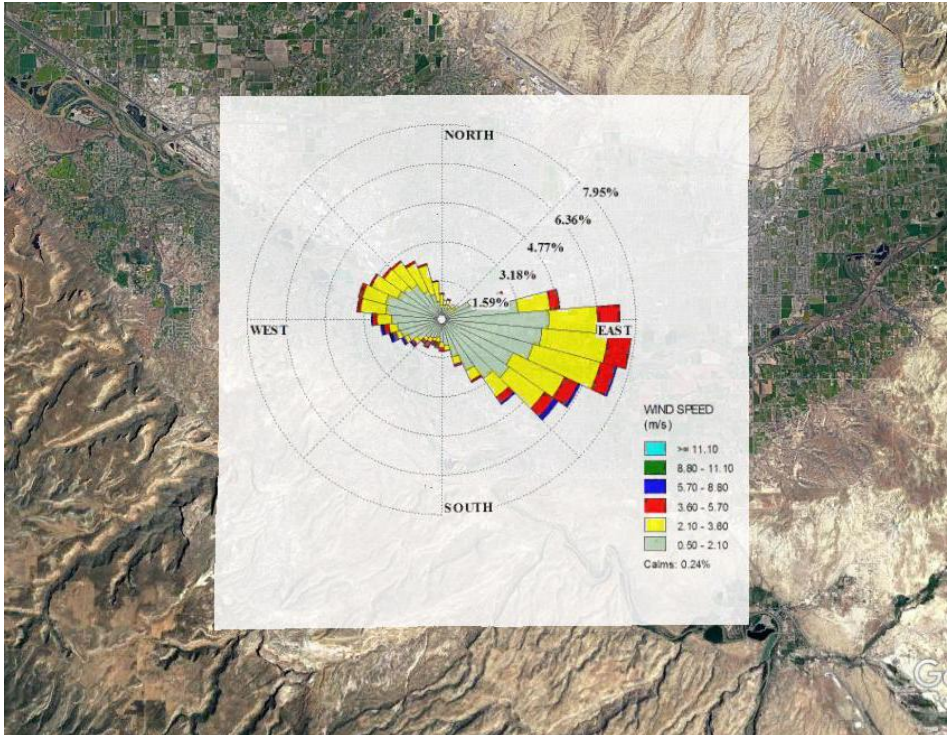 NORTH
7.95%
6.36%
4.77%
3.18%
1.59%
WEST
EAST
SOUTH
WIND SPEED
(m/s)
>= 11.10
8.80 - 11.10
5.70 - 8.80
3.60 - 5.70
2.10 - 3.60
0.50 - 2.10
Calms: 0.24%
G